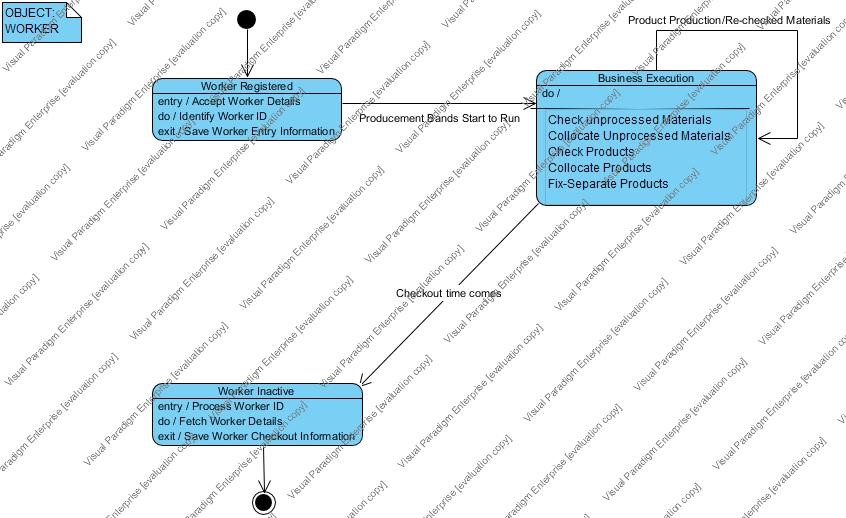 OBJECT:
WORKER
Product Production/Re-checked Materials
Worker Registered
entry / Accept Worker Details
do / Identify Worker ID
exit / Save Worker Entry Information
Producement Bands Start to Run
Business Execution
do /
Check unprocessed Materials
Collocate Unprocessed Materials
Check Products
Collocate Products
Fix-Separate Products
Checkout time comes
Worker Inactive
entry / Process Worker ID
do / Fetch Worker Details
exit / Save Worker Checkout Information
Visual Paradigm Enterprise [evaluation copy]